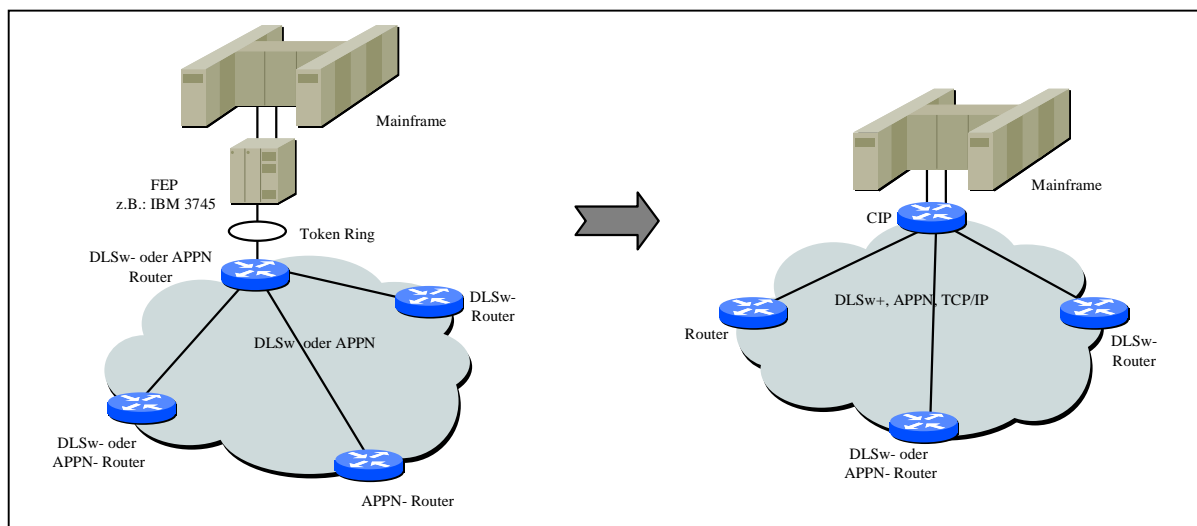 Mainframe
FEP
z.B.: IBM 3745
Token Ring
DLSw- oder APPN
Router
DLSw-
Router
DLSw oder APPN
DLSw- oder
APPN- Router
APPN- Router
Mainframe
CIP
DLSw+, APPN, TCP/IP
Router
DLSw-
Router
DLSw- oder
APPN- Router